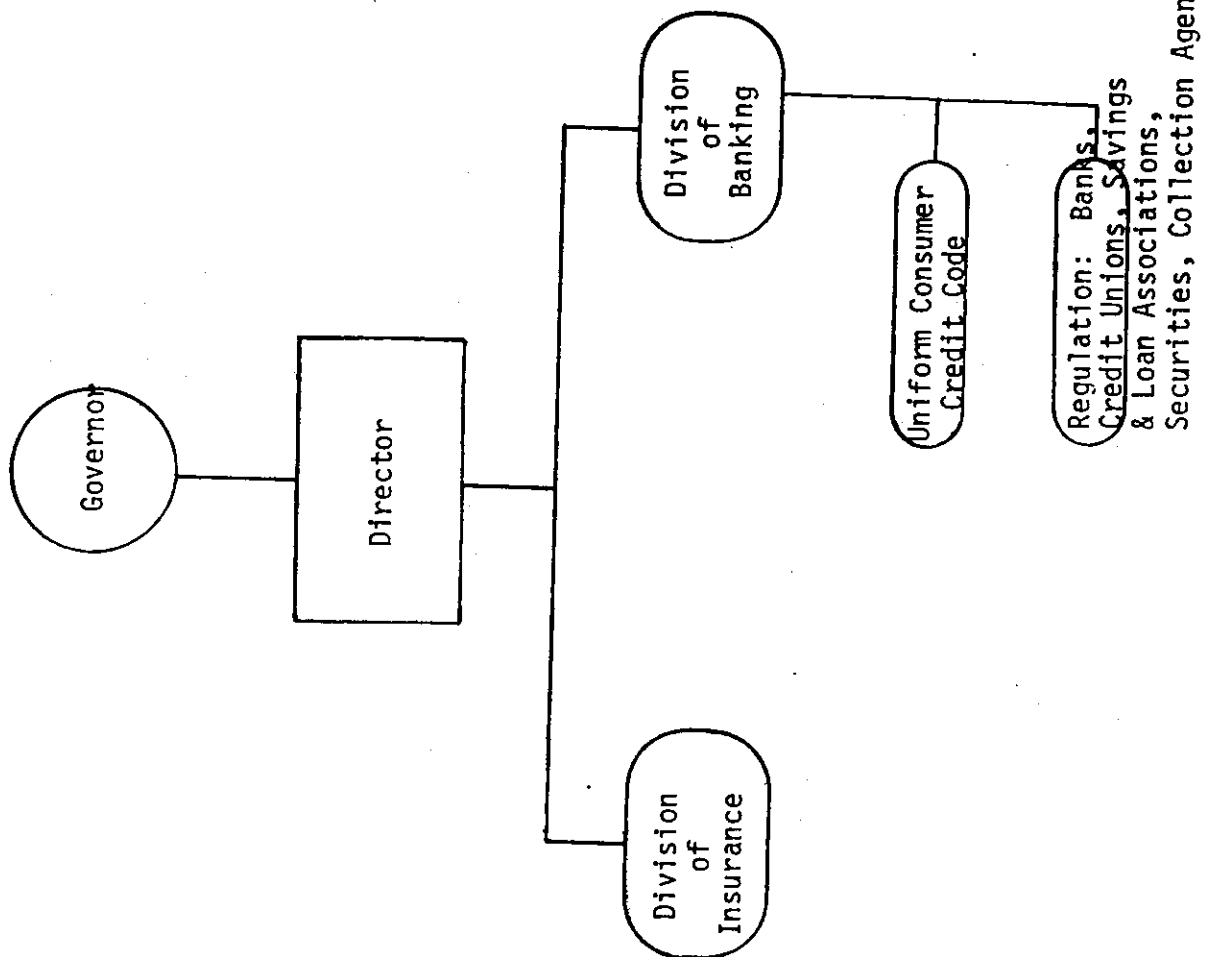 Governor
Director
Division
of
Insurance
Division
of
Banking
Uniform Consumer
Credit Code
Regulation: Banks,
Credit Unions, Savings
& Loan Associations,
Securities, Collection Agen